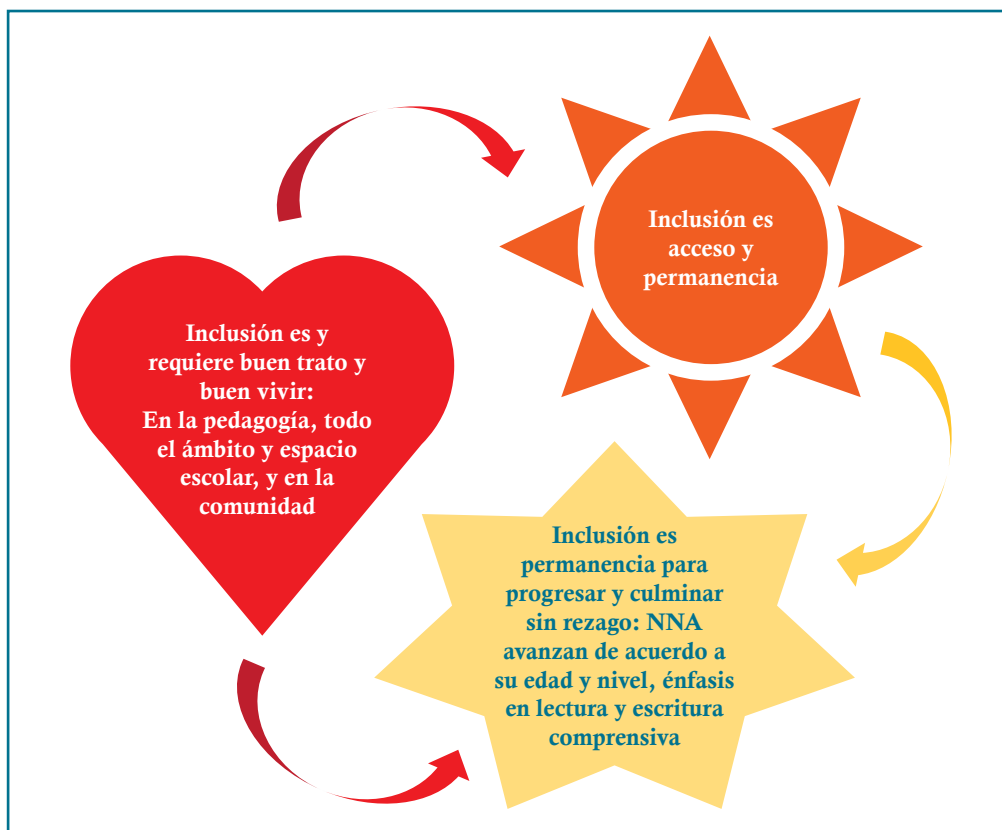 Inclusión es
acceso y
permanencia
Inclusión es y
requiere buen trato y
buen vivir:
En la pedagogía, todo
el ámbito y espacio
escolar, y en la
comunidad
Inclusión es
permanencia para
progresar y culminar
sin rezago: NNA
avanzan de acuerdo a
su edad y nivel, énfasis
en lectura y escritura
comprensiva